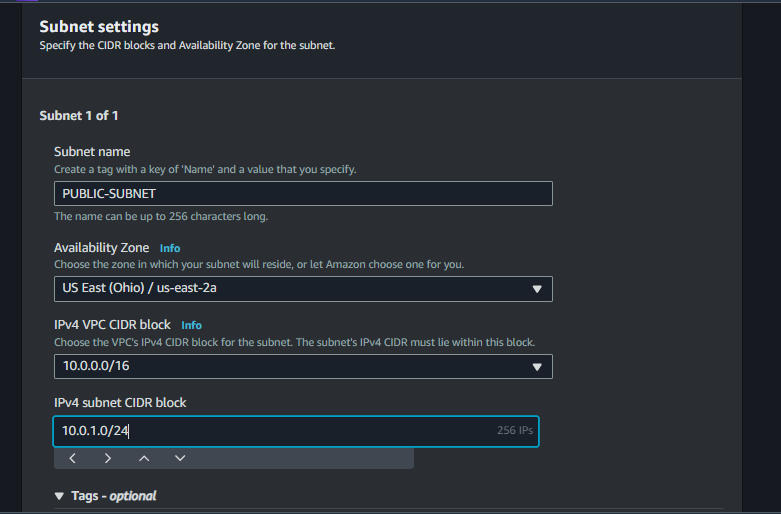 Subnet settings
Specify the CIDR blocks and Availability Zone for the subnet.
Subnet 1 of 1
Subnet name
Create a tag with a key of 'Name' and a value that you specify.
PUBLIC-SUBNET
The name can be up to 256 characters long.
Availability Zone Info
Choose the zone in which your subnet will reside, or let Amazon choose one for you.
US East (Ohio) / us-east-2a
IPv4 VPC CIDR block Info
Choose the VPC's IPv4 CIDR block for the subnet. The subnet's IPv4 CIDR must lie within this block.
10.0.0.0/16
IPv4 subnet CIDR block
10.0.1.0/24 256 IPs
Tags - optional